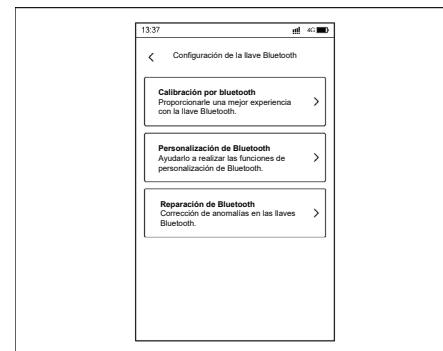 13:37 4G
Configuración de la llave Bluetooth
Calibración por bluetooth
Proporcionarle una mejor experiencia
con la llave Bluetooth.
Personalización de Bluetooth
Ayudarlo a realizar las funciones de
personalización de Bluetooth.
Reparación de Bluetooth
Corrección de anomalías en las llaves
Bluetooth.